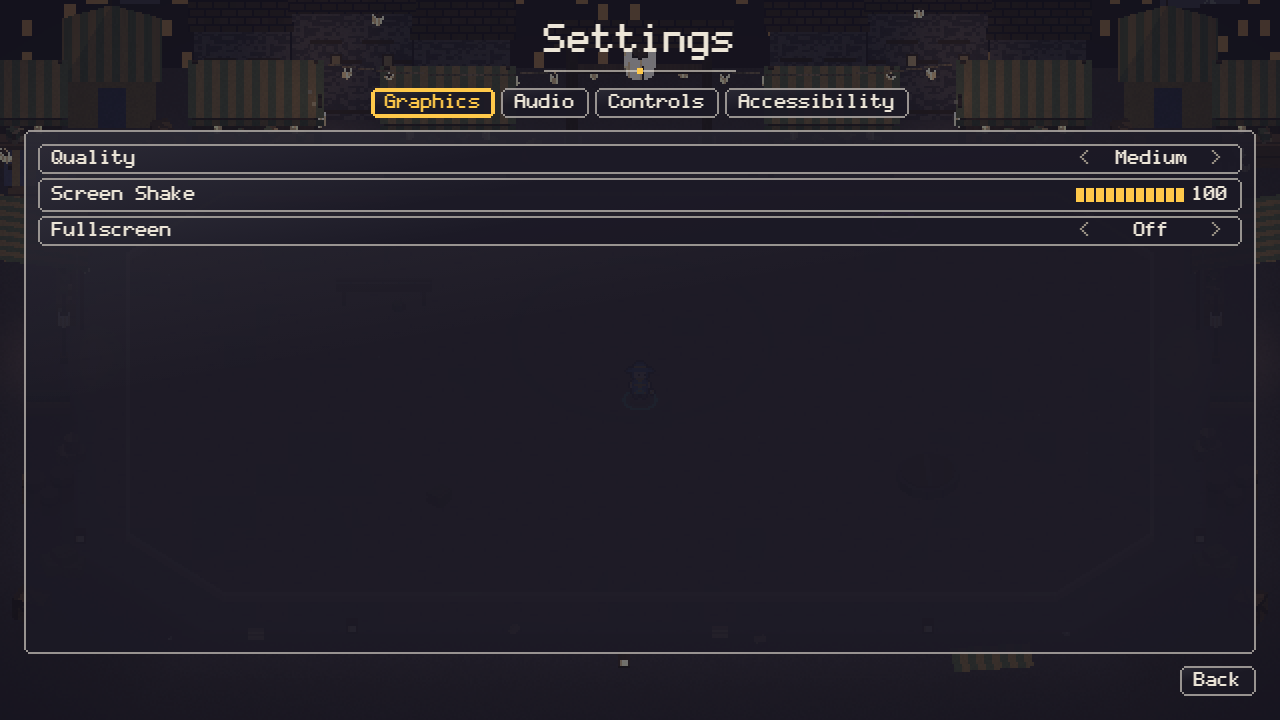 Settings
Graphics Audio Controls Accessibility
Quality < Medium >
Screen Shake 100
Fullscreen < Off >
Back